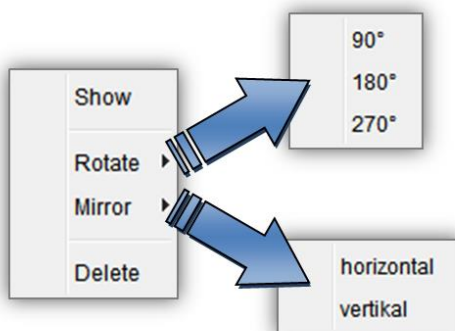 Show
Rotate
Mirror
Delete
90°
180°
270°
horizontal
vertikal